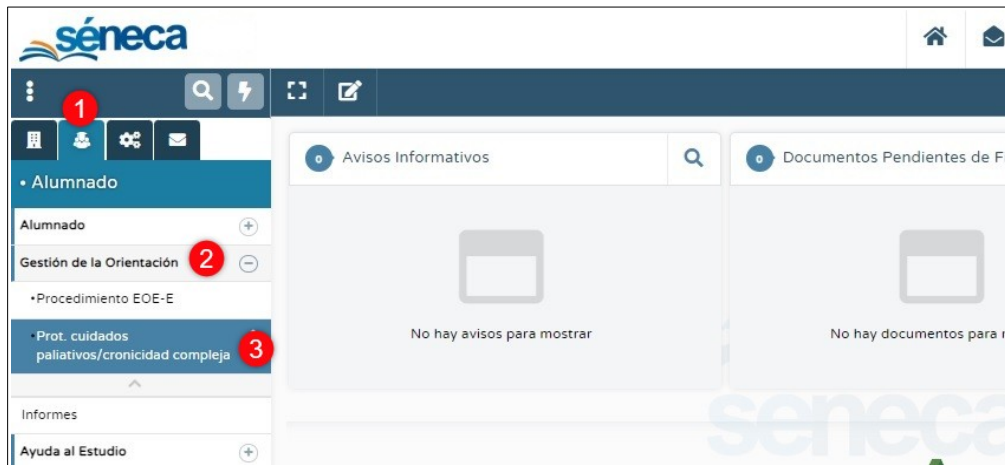 séneca
1
• Alumnado
Alumnado
Gestión de la Orientación 2
•Procedimiento EOE-E
•Prot. cuidados
paliativos/cronicidad compleja 3
Informes
Ayuda al Estudio
0 Avisos Informativos
No hay avisos para mostrar
0 Documentos Pendientes de F
No hay documentos para
seneca